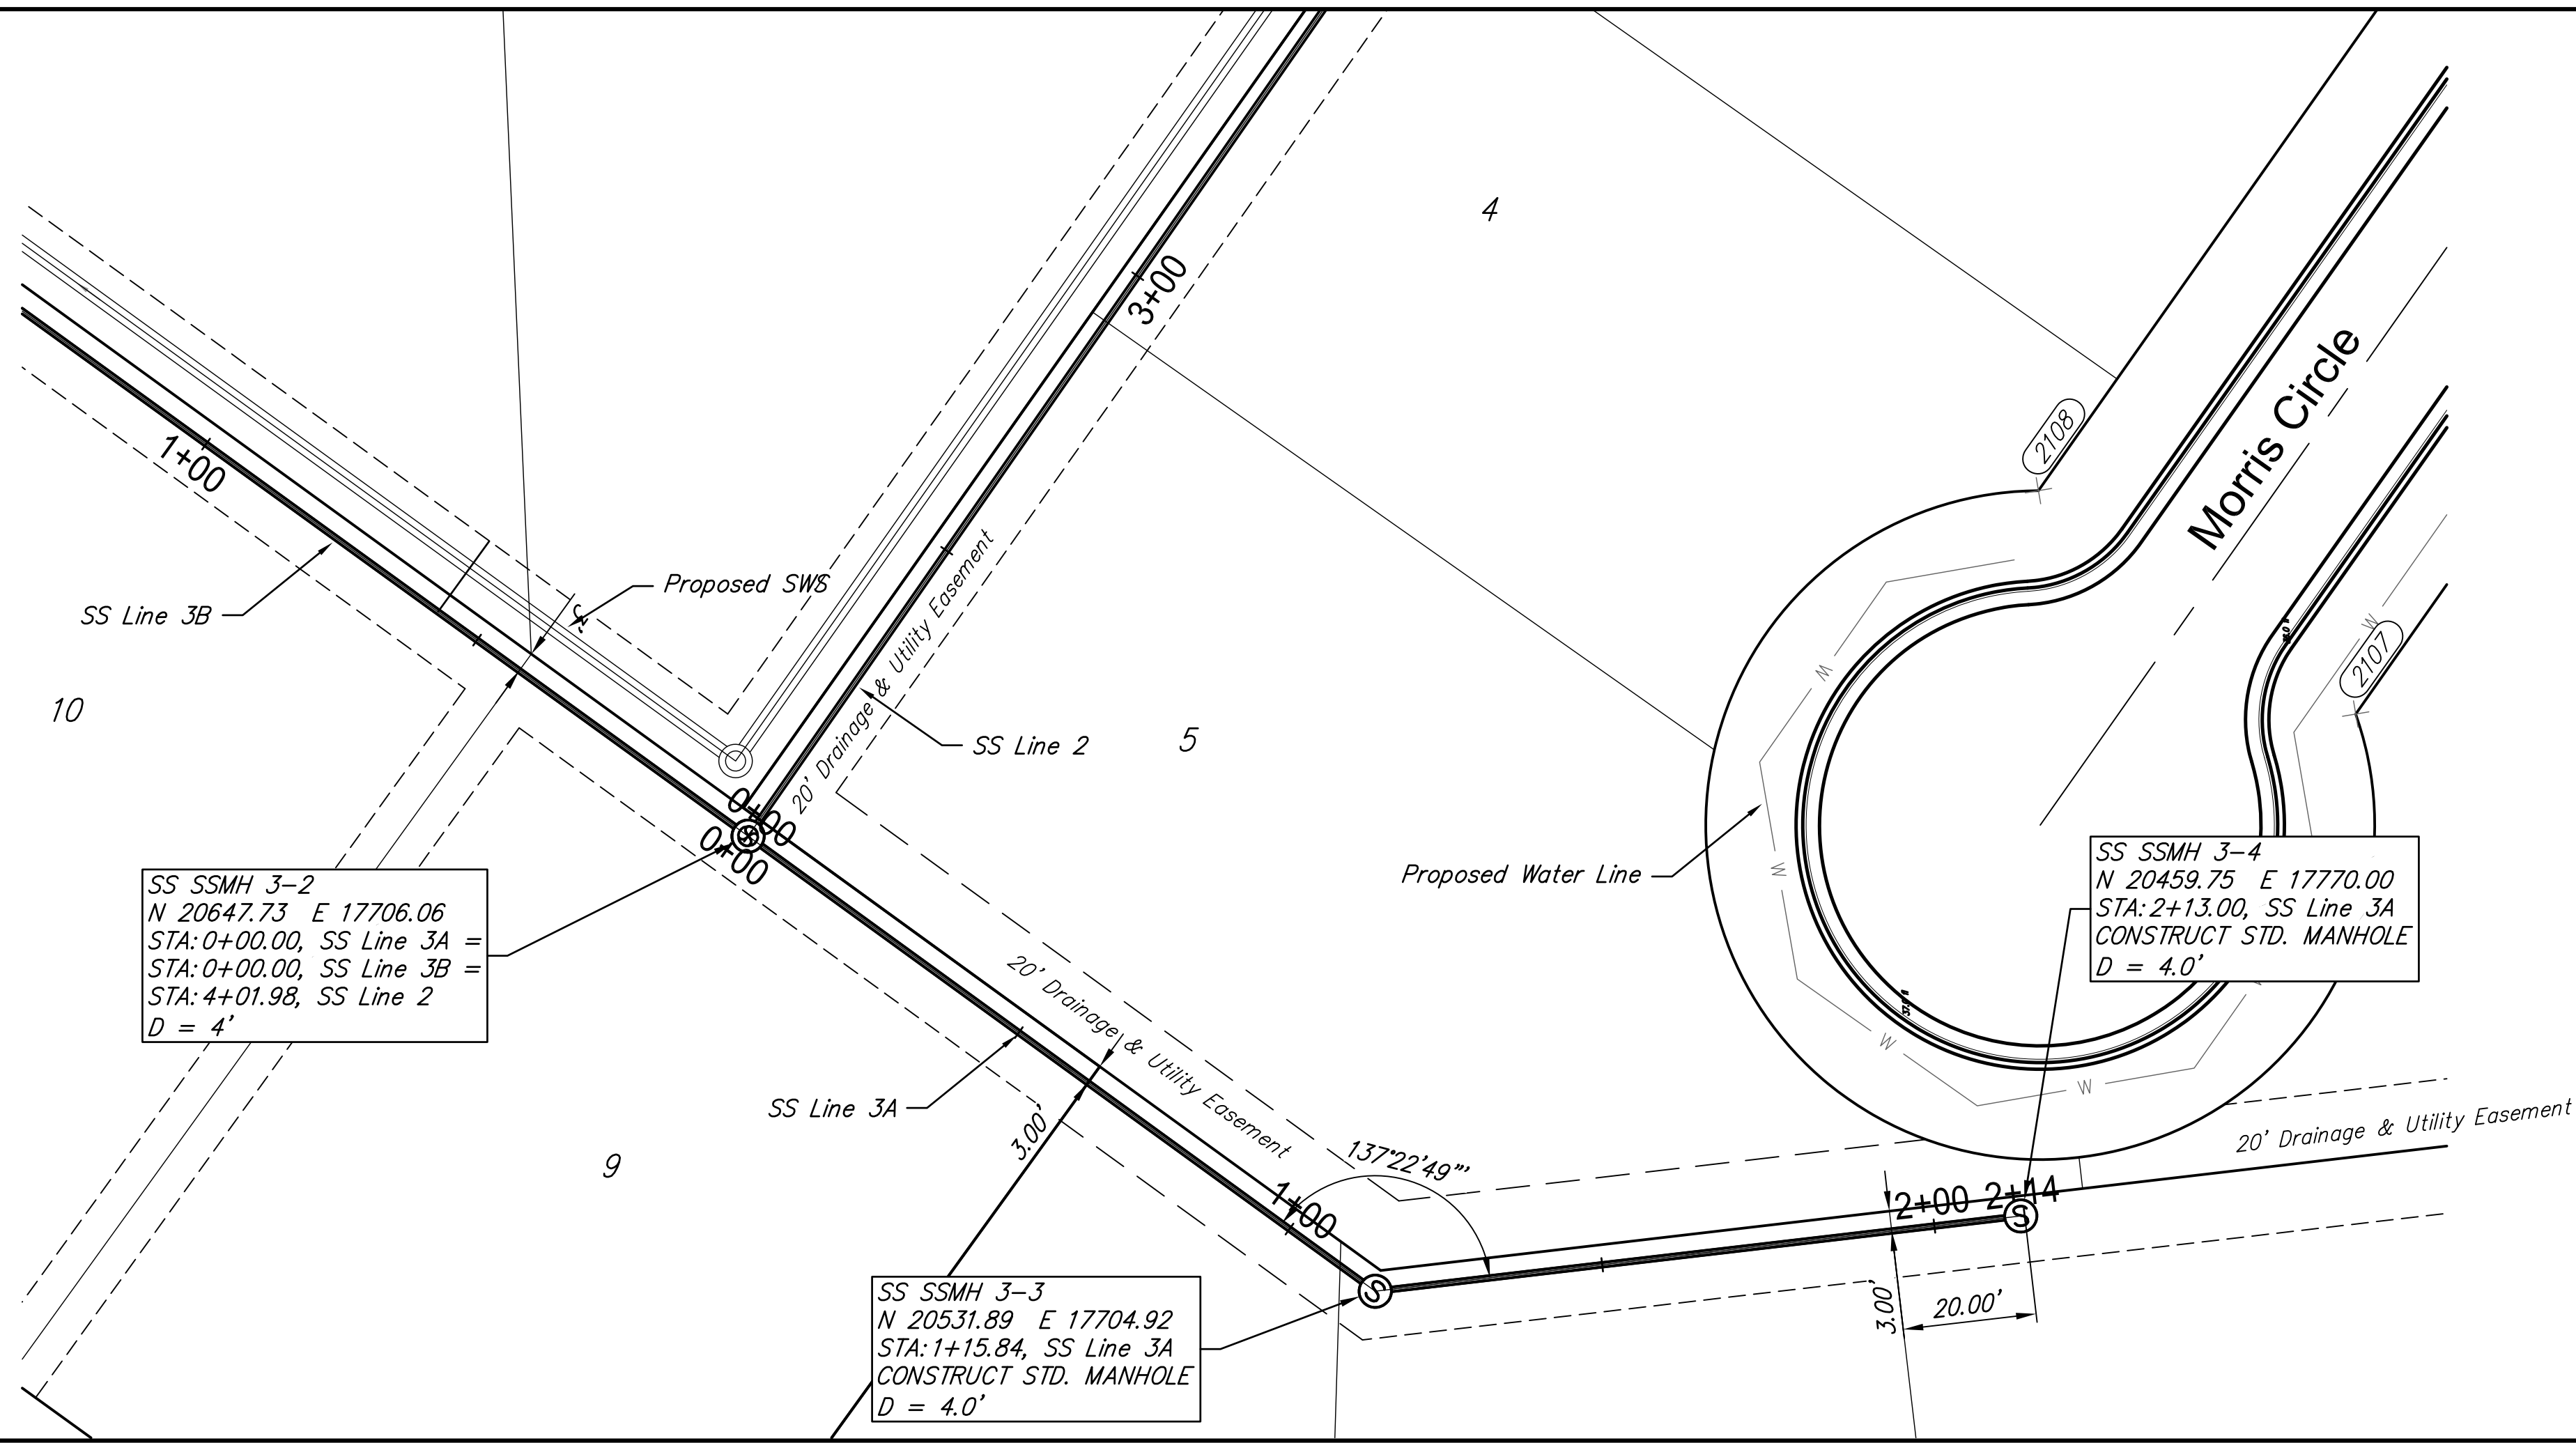 4
3+00
Morris Circle
2108
1+00
20' Drainage & Utility Easement
Proposed SWS
SS Line 3B
2107
W
W
10
SS Line 2
5
0+00
0+00
Proposed Water Line
W
SS SSMH 3-4
N 20459.75 E 17770.00
STA:2+13.00, SS Line 3A
CONSTRUCT STD. MANHOLE
D = 4.0'
SS SSMH 3-2
N 20647.73 E 17706.06
STA:0+00.00, SS Line 3A =
STA:0+00.00, SS Line 3B =
STA:4+01.98, SS Line 2
D = 4'
20' Drainage & Utility Easement
W
W
SS Line 3A
3.00'
20' Drainage & Utility Easement
9
137°22'49"'
1+00
2+00
2+14
S
S
3.00'
20.00'
SS SSMH 3-3
N 20531.89 E 17704.92
STA:1+15.84, SS Line 3A
CONSTRUCT STD. MANHOLE
D = 4.0'